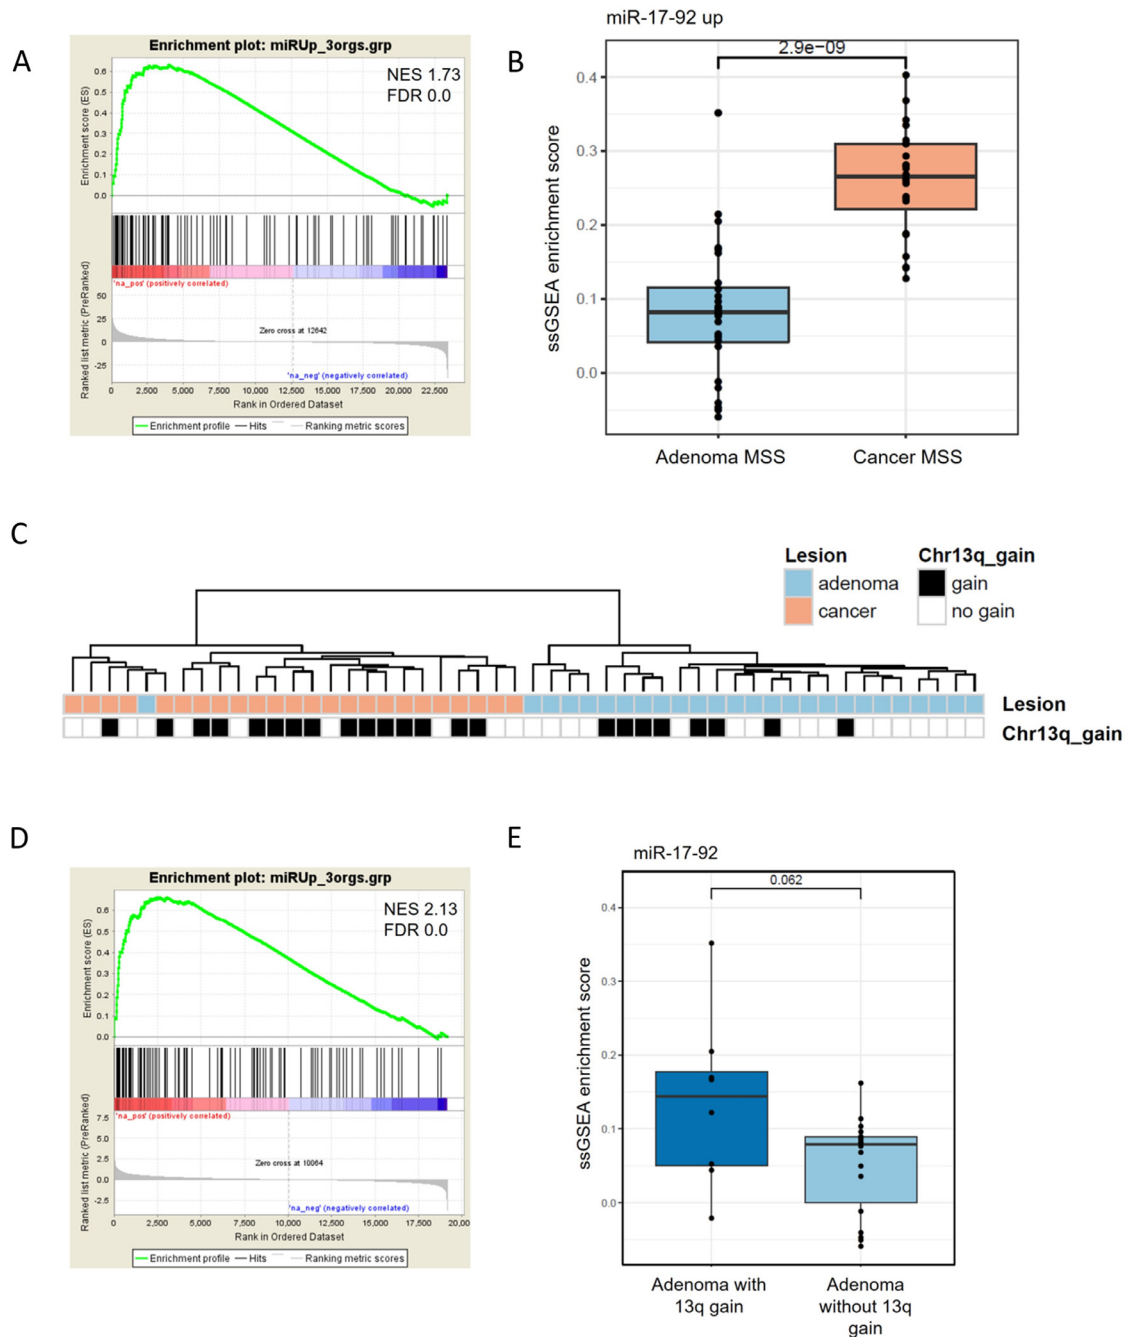 A
Enrichment plot: miRUp_3orgs.grp
NES 1.73
FDR 0.0
Enrichment score (ES)
0.6
0.5
0.4
0.3
0.2
0.1
0.0
'na_pos' (positively correlated)
Ranked list metric (PreRanked)
50
25
0
-25
Zero cross at 12642
'na_neg' (negatively correlated)
0 2,500 5,000 7,500 10,000 12,500 15,000 17,500 20,000 22,500
Rank in Ordered Dataset
Enrichment profile Hits Ranking metric scores
B
miR-17-92 up
2.9e−09
ssGSEA enrichment score
0.4
0.3
0.2
0.1
0.0
Adenoma MSS Cancer MSS
C
Lesion
adenoma
cancer
Chr13q_gain
gain
no gain
Lesion
Chr13q_gain
D
Enrichment plot: miRUp_3orgs.grp
NES 2.13
FDR 0.0
Enrichment score (ES)
0.6
0.5
0.4
0.3
0.2
0.1
0.0
'na_pos' (positively correlated)
Ranked list metric (PreRanked)
7.5
5.0
2.5
0.0
-2.5
Zero cross at 10064
'na_neg' (negatively correlated)
0 2,500 5,000 7,500 10,000 12,500 15,000 17,500 20,00
Rank in Ordered Dataset
Enrichment profile Hits Ranking metric scores
E
miR-17-92
0.062
ssGSEA enrichment score
0.4
0.3
0.2
0.1
0.0
Adenoma with
13q gain
Adenoma
without 13q
gain